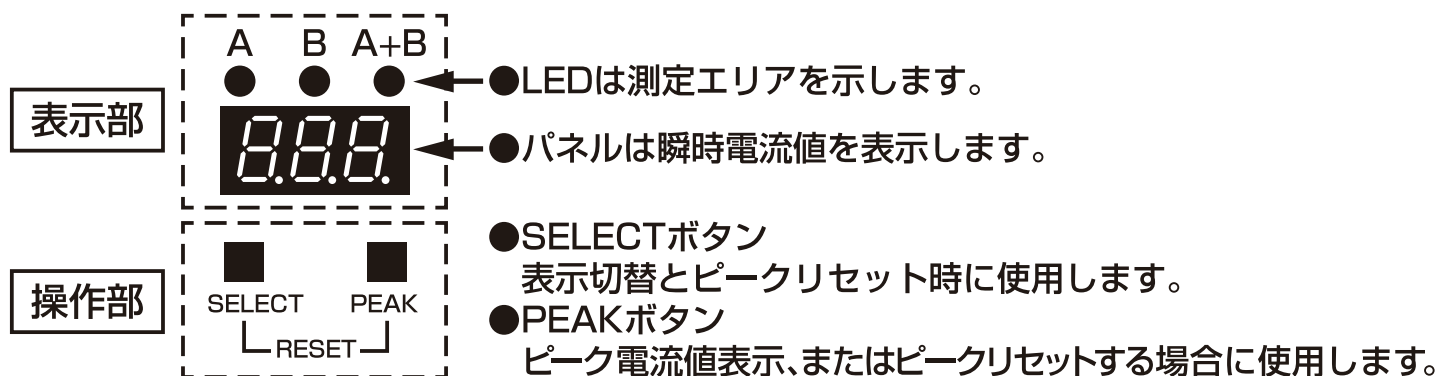 A B A+B
●LEDは測定エリアを示します。
表示部
8.8.8.
●パネルは瞬時電流値を表示します。
●SELECTボタン
表示切替とピークリセット時に使用します。
操作部
SELECT PEAK
RESET
●PEAKボタン
ピーク電流値表示、またはピークリセットする場合に使用します。